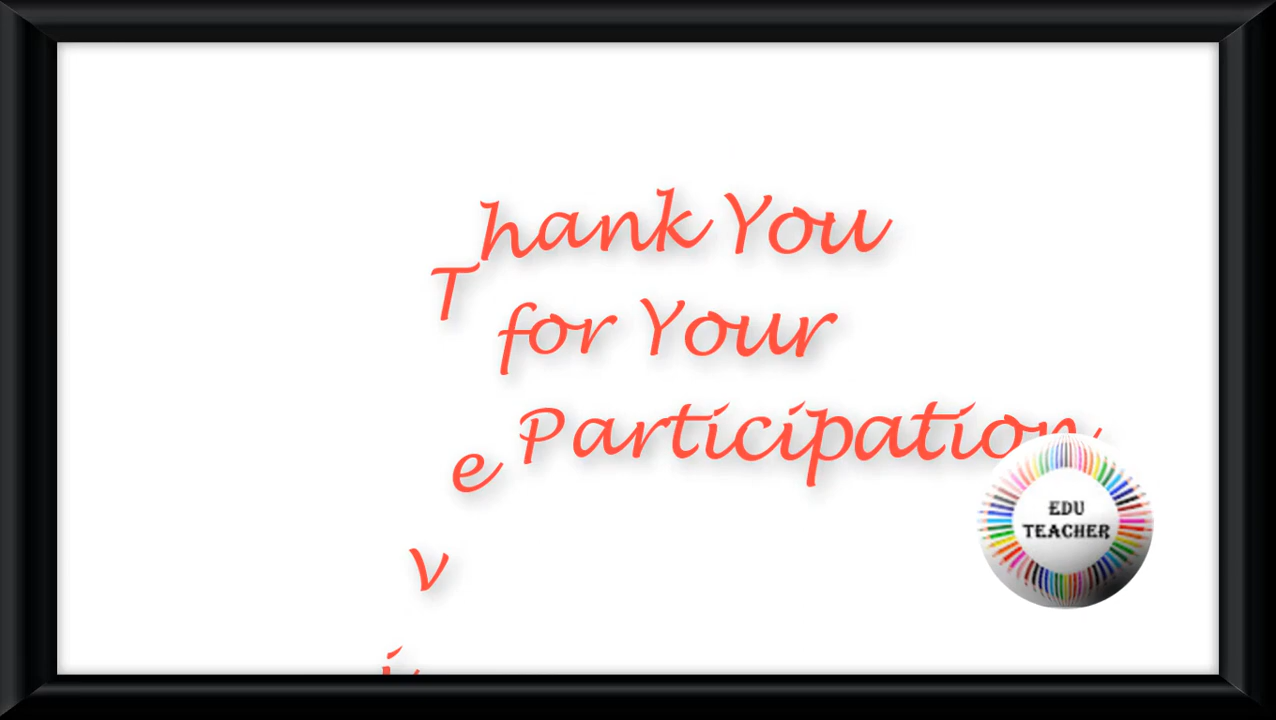 Thank You
for Your
Participation
e
v
i
EDU
TEACHER